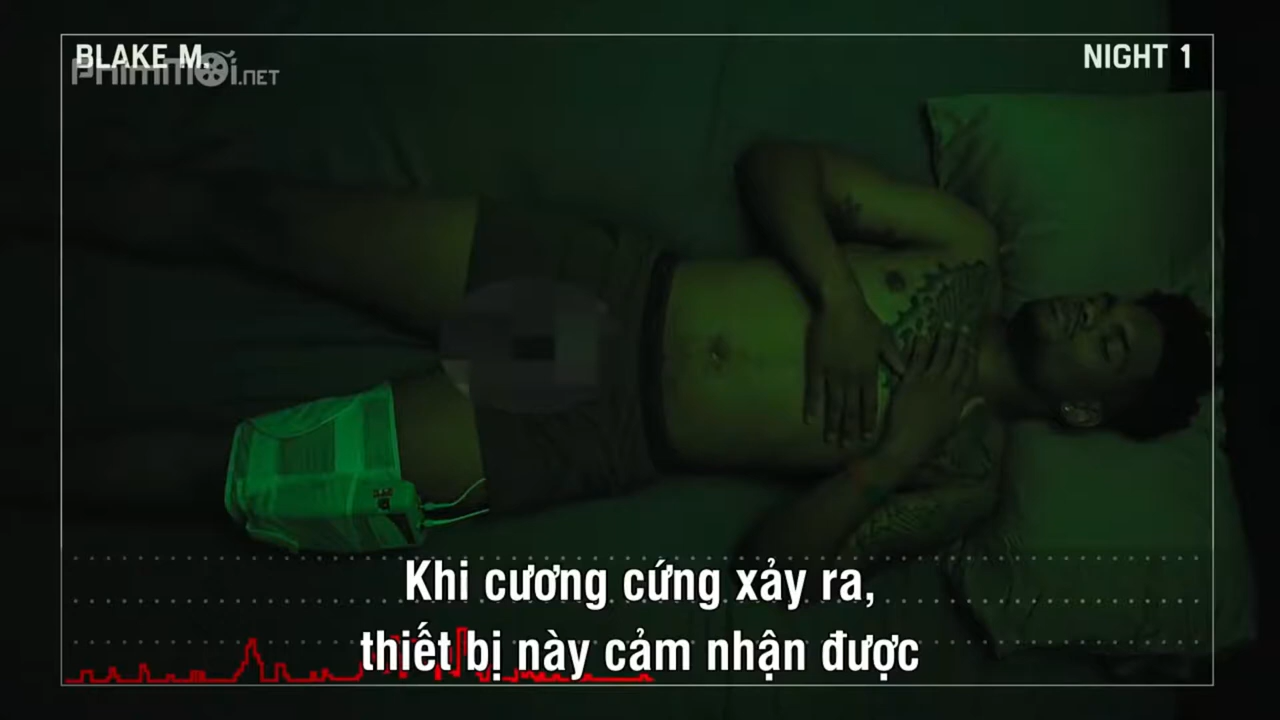 BLAKE M.
PHIMMOI.NET
NIGHT 1
Khi cương cứng xảy ra,
thiết bị này cảm nhận được